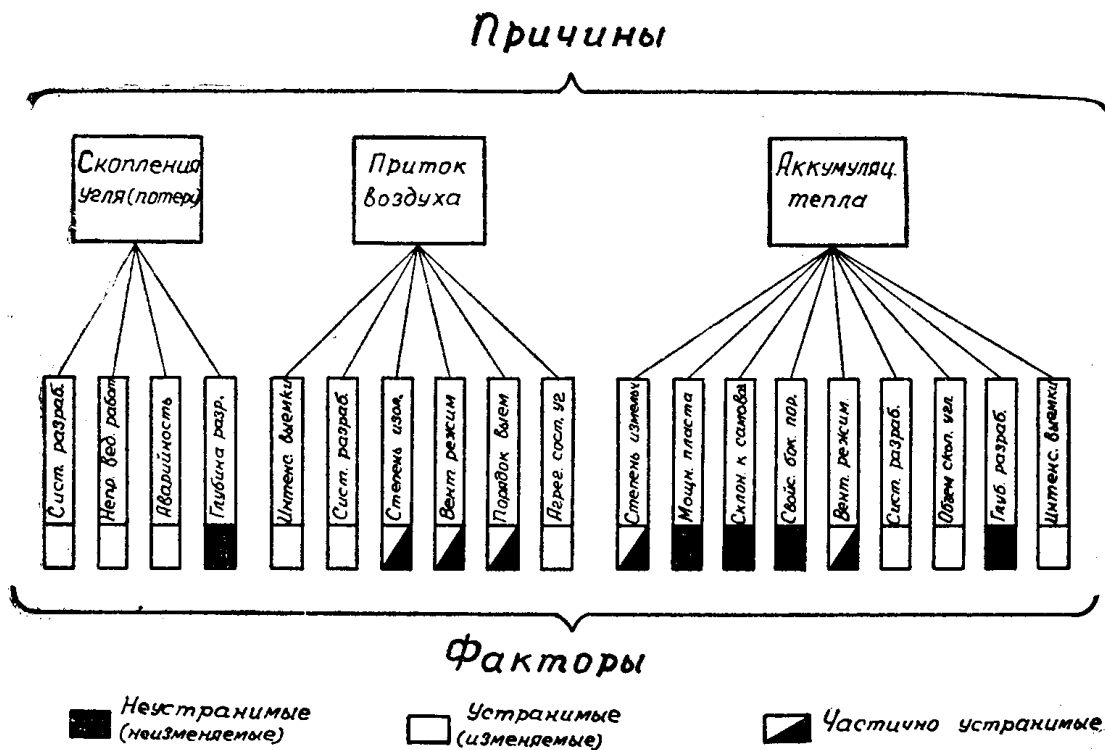 Причины
Скопления
угля (потери)
Приток
воздуха
Аккумуляц.
тепла
Сист. разраб.
Непр. вед. работ
Аварийность
Глубина разр.
Интенс. выемки
Сист. разраб.
Степень изол.
Вент. режим
Порядок выем
Агрег. сост. уг
Степень измельч
Мощн. пласта
Склон. к самовоз
Свойс. бок. пор.
Вент. режим.
Сист. разраб.
Объем скоп. угл.
Глуб. разраб.
Интенс. выемки
Факторы
Неустранимые
(неизменяемые)
Устранимые
(изменяемые)
Частично устранимые